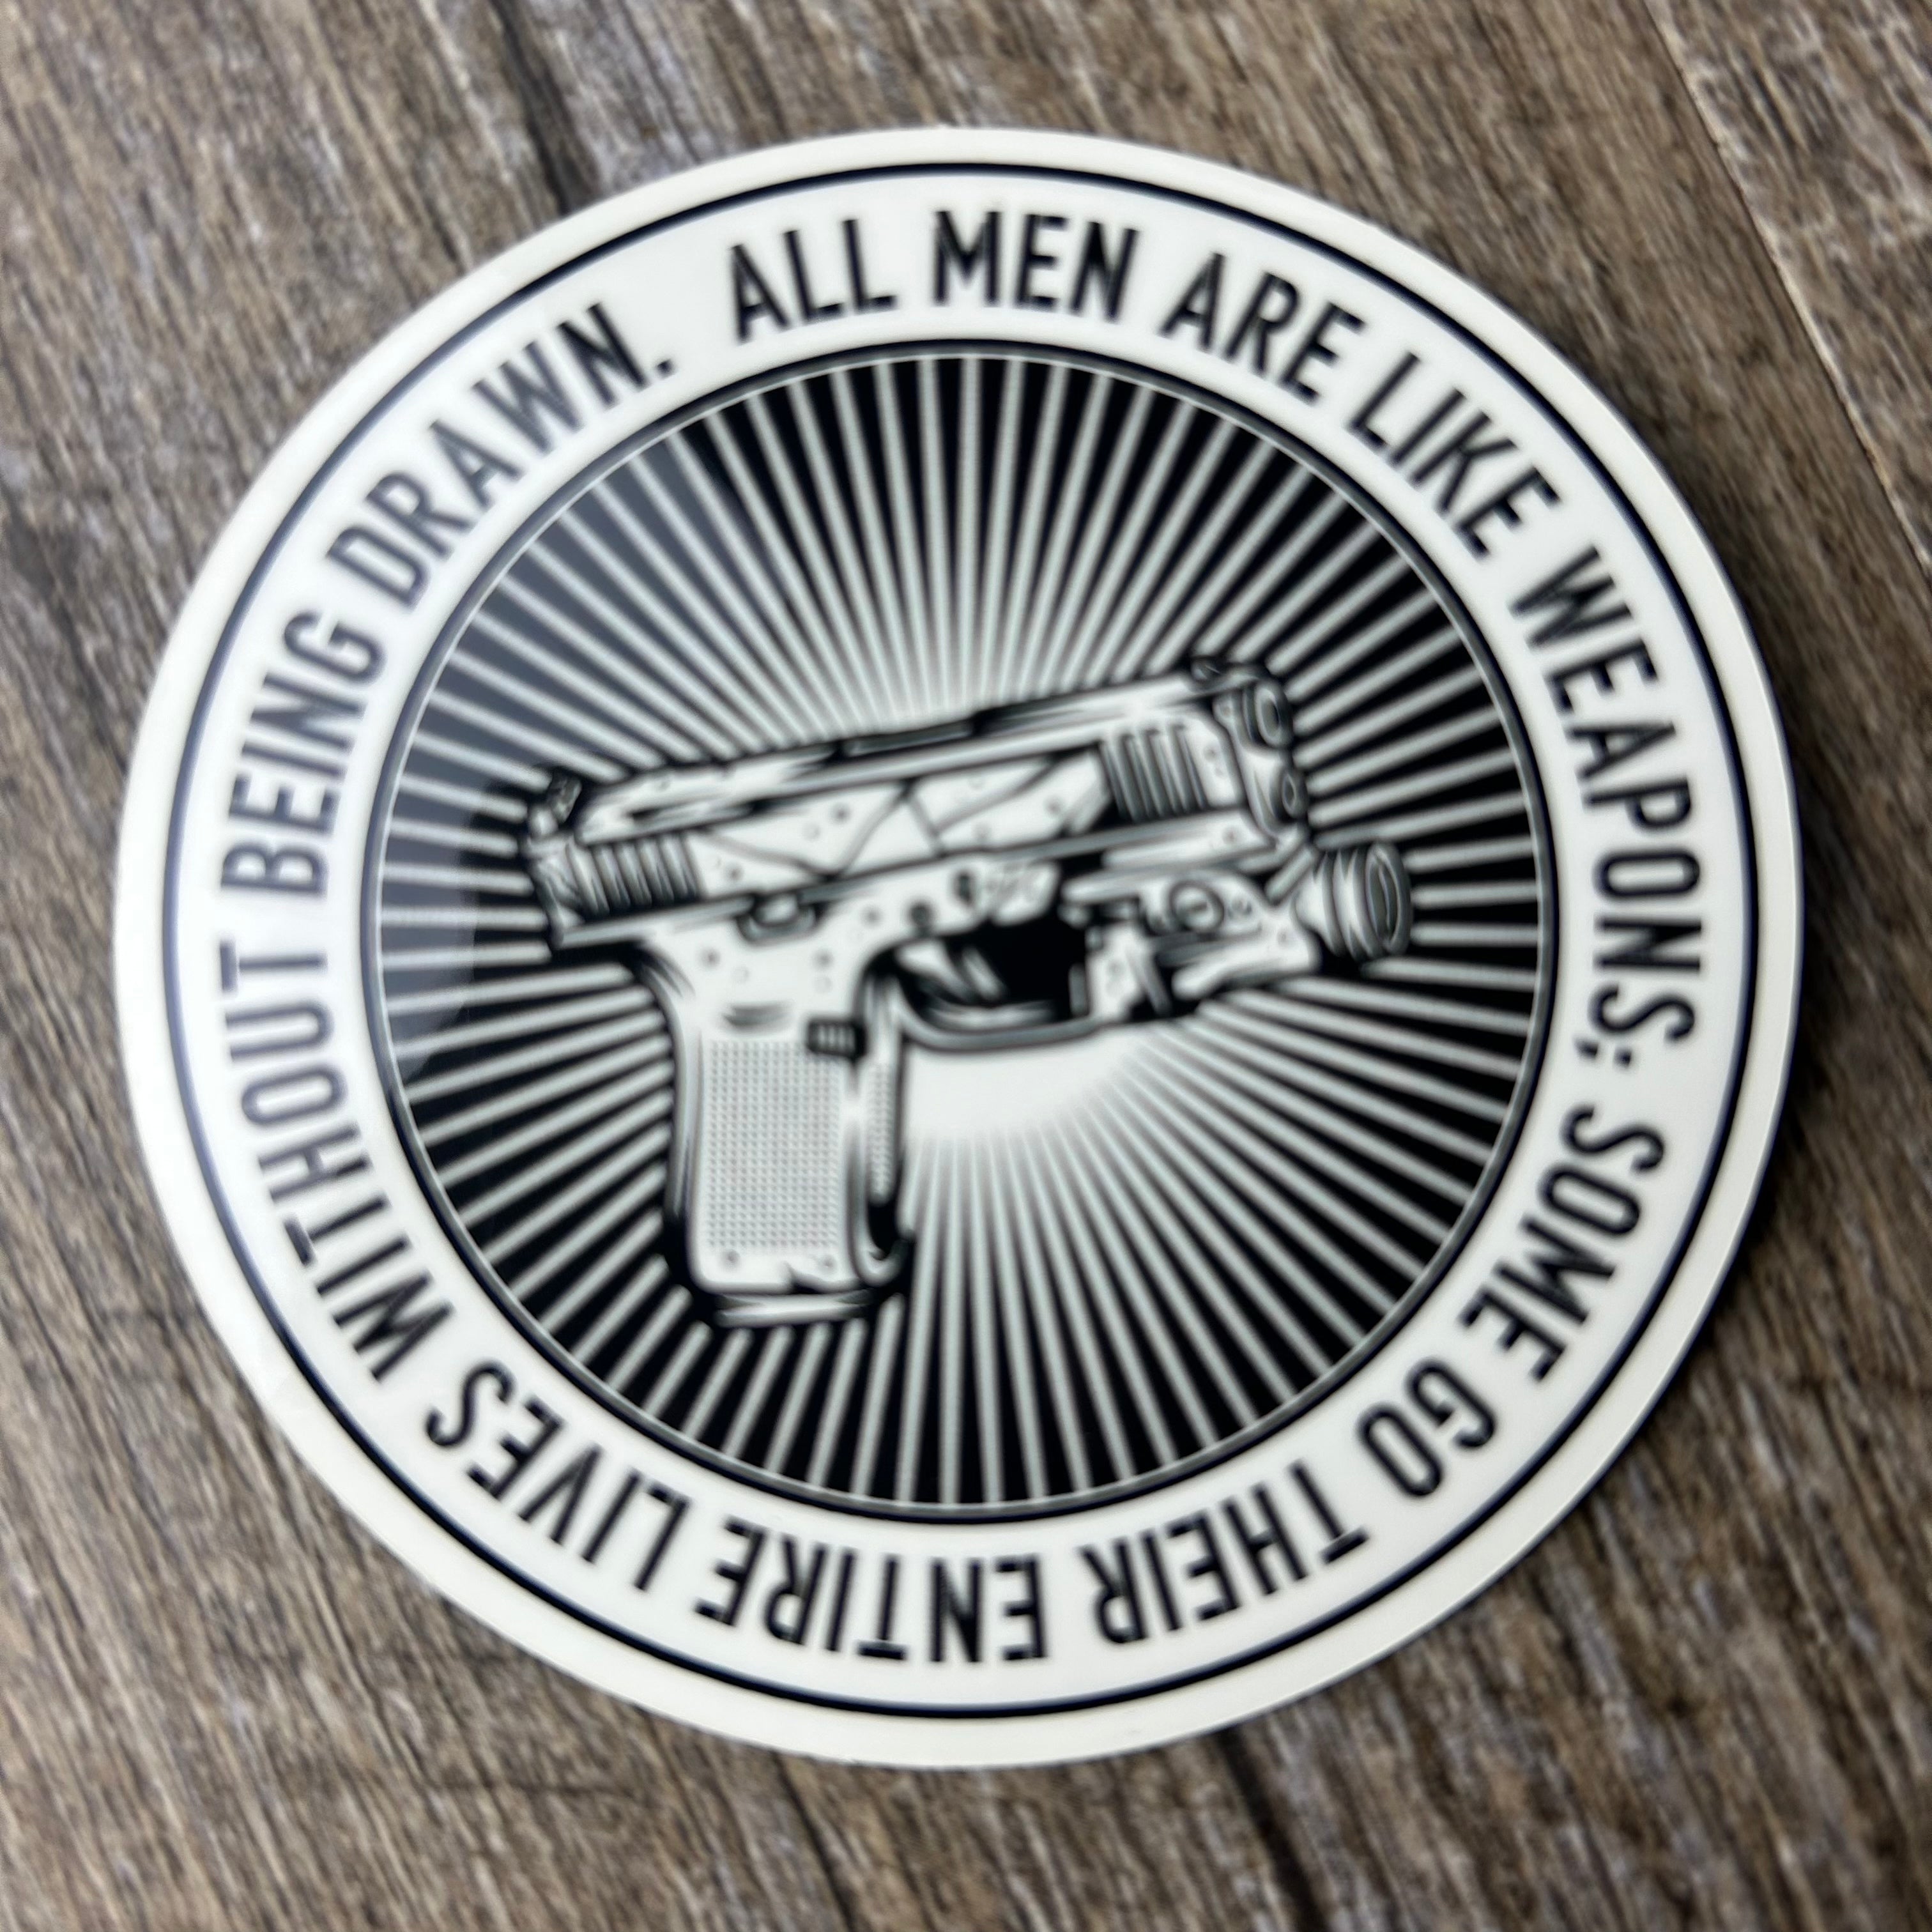 ALL MEN ARE LIKE WEAPONS; SOME GO THEIR ENTIRE LIVES WITHOUT BEING DRAWN.